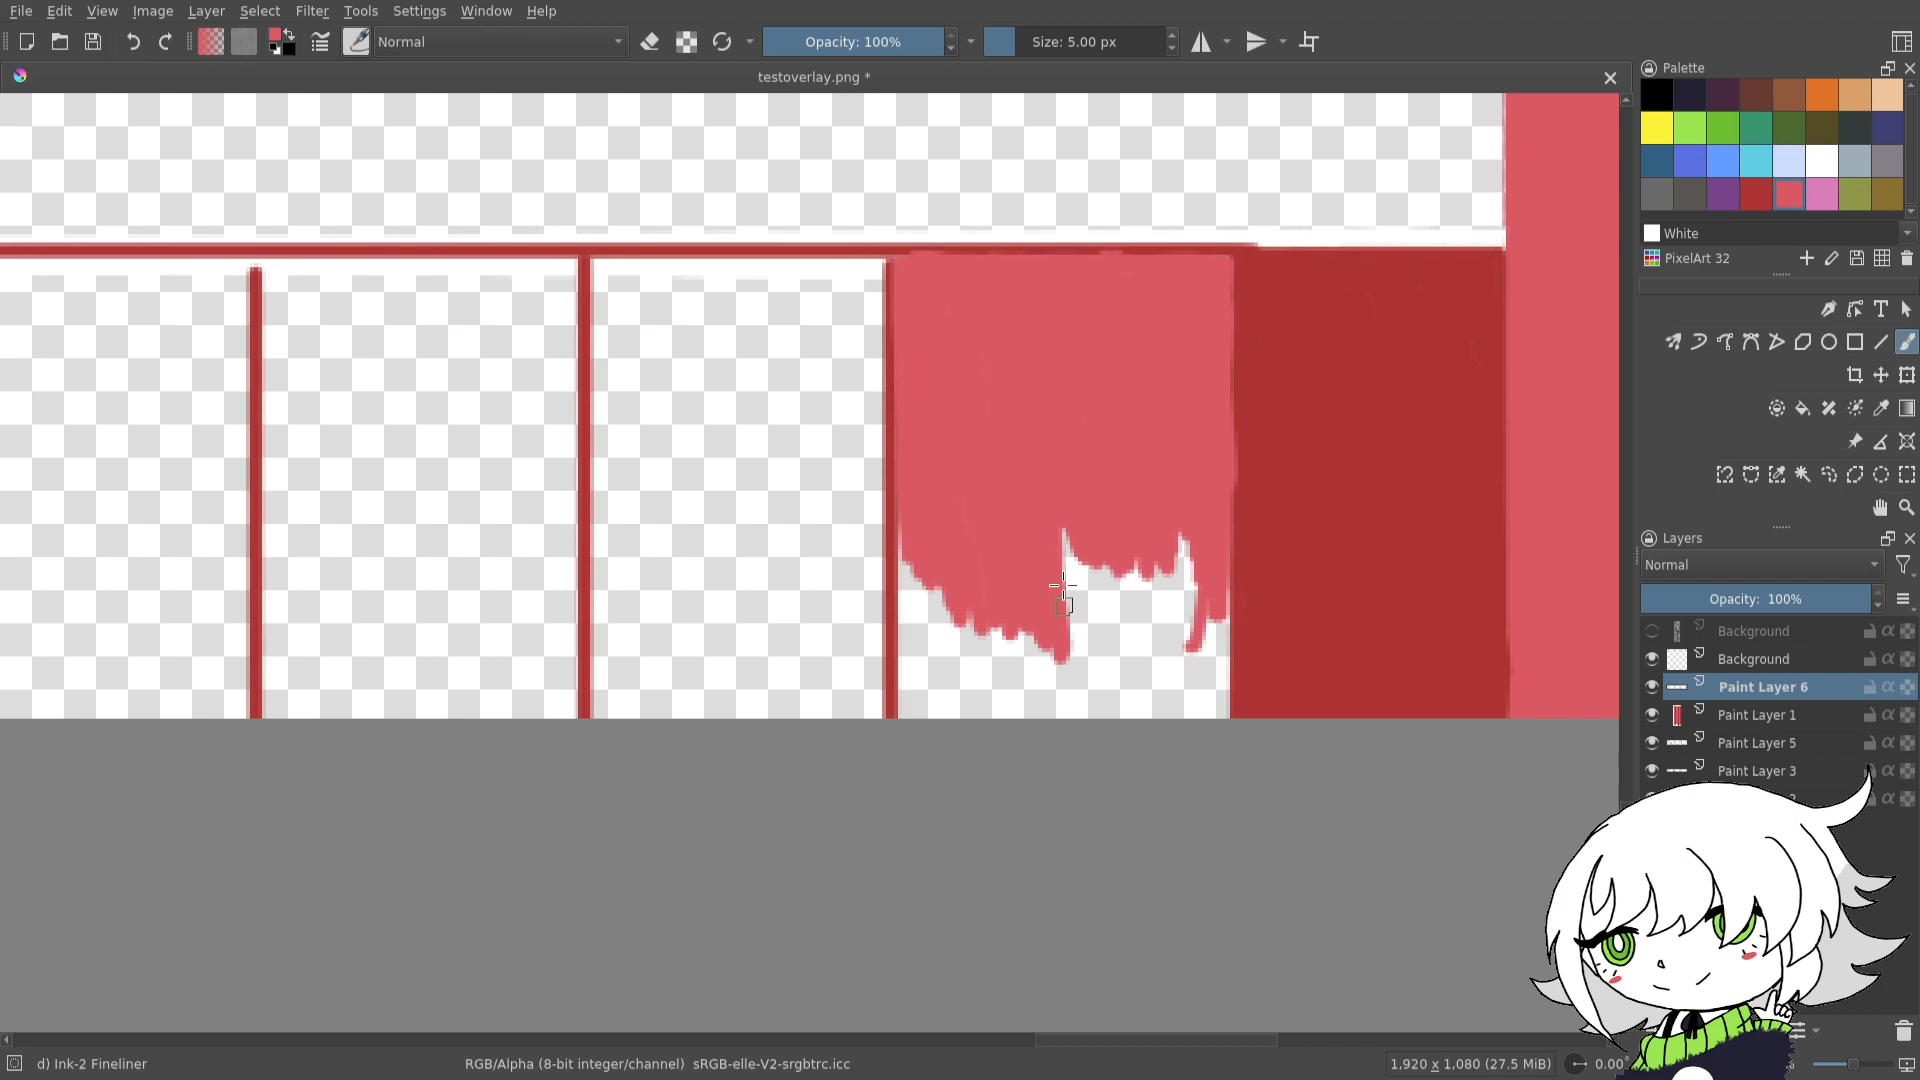 File Edit View Image Layer Select Filter Tools Settings Window Help
Normal Opacity: 100% Size: 5.00 px
testoverlay.png *
Palette
White
PixelArt 32
Layers
Normal
Opacity: 100%
Background
Background
Paint Layer 6
Paint Layer 1
Paint Layer 5
Paint Layer 3
d) Ink-2 Fineliner RGB/Alpha (8-bit integer/channel) sRGB-elle-V2-srgbtrc.icc 1,920 x 1,080 (27.5 MiB) 0.00°